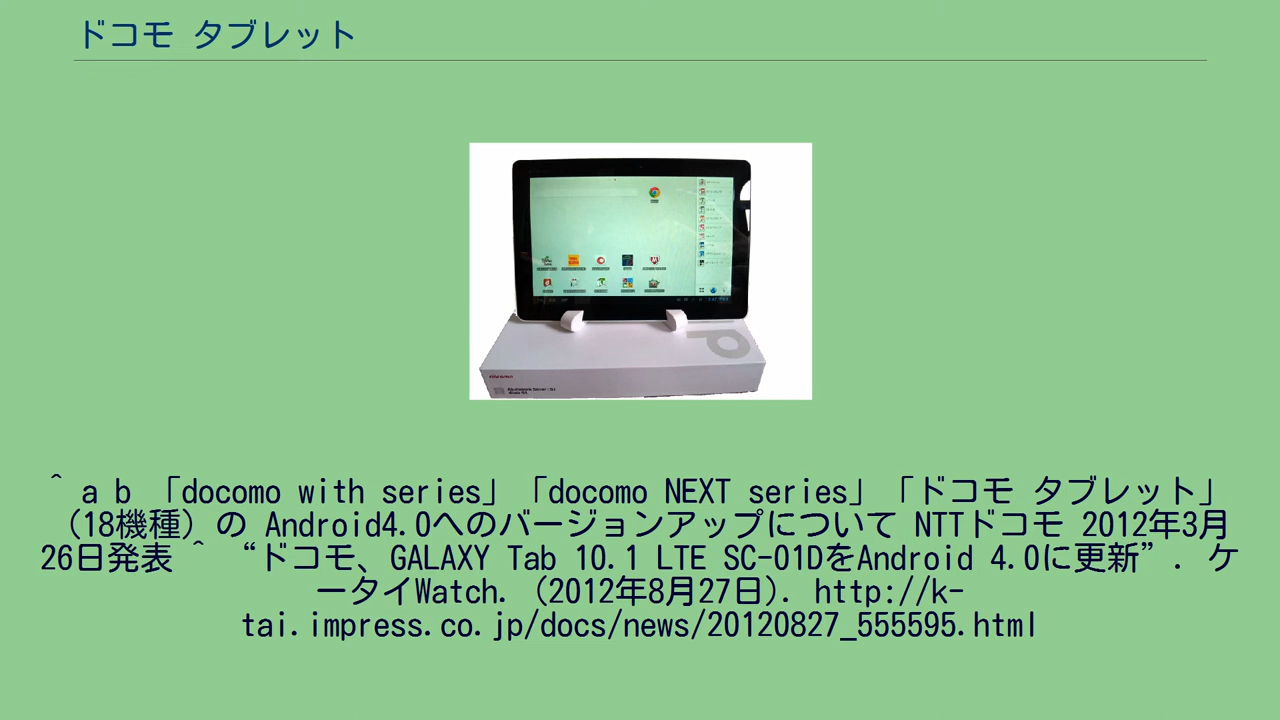 ドコモ タブレット
^ a b 「docomo with series」「docomo NEXT series」「ドコモ タブレット」
（18機種）の Android4.0へのバージョンアップについて NTTドコモ 2012年3月
26日発表 ^ “ドコモ、GALAXY Tab 10.1 LTE SC-01DをAndroid 4.0に更新”. ケ
ータイWatch. (2012年8月27日). http://k-
tai.impress.co.jp/docs/news/20120827_555595.html